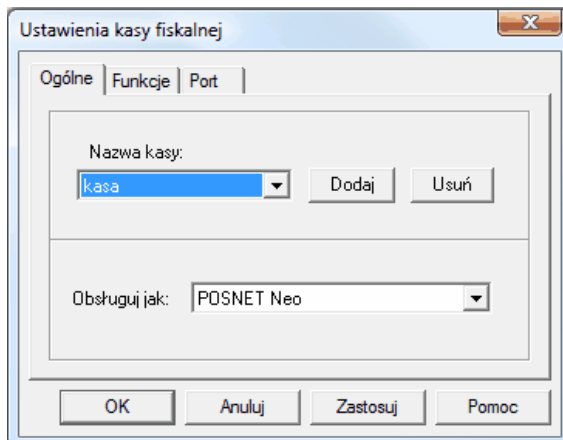 Ustawienia kasy fiskalnej
Ogólne Funkcje Port
Nazwa kasy:
kasa Dodaj Usuń
Obsługuj jak: POSNET Neo
OK Anuluj Zastosuj Pomoc